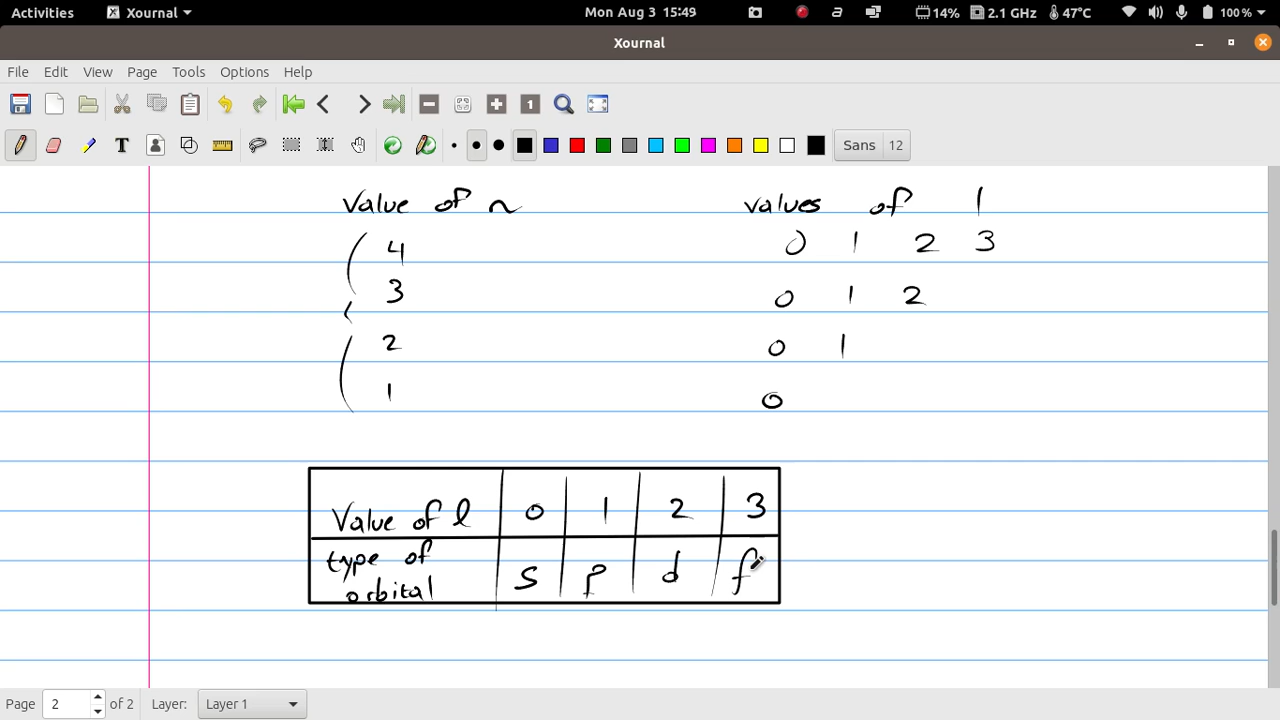 Activities Xournal Mon Aug 3 15:49 a 14% 2.1 GHz 47°C 100 %
Xournal
File Edit View Page Tools Options Help
1
T Sans 12
Value of n values of l
4 0 1 2 3
3 0 1 2
2 0 1
1 0
Value of l 0 1 2 3
type of orbital s p d f
Page 2 of 2 Layer: Layer 1